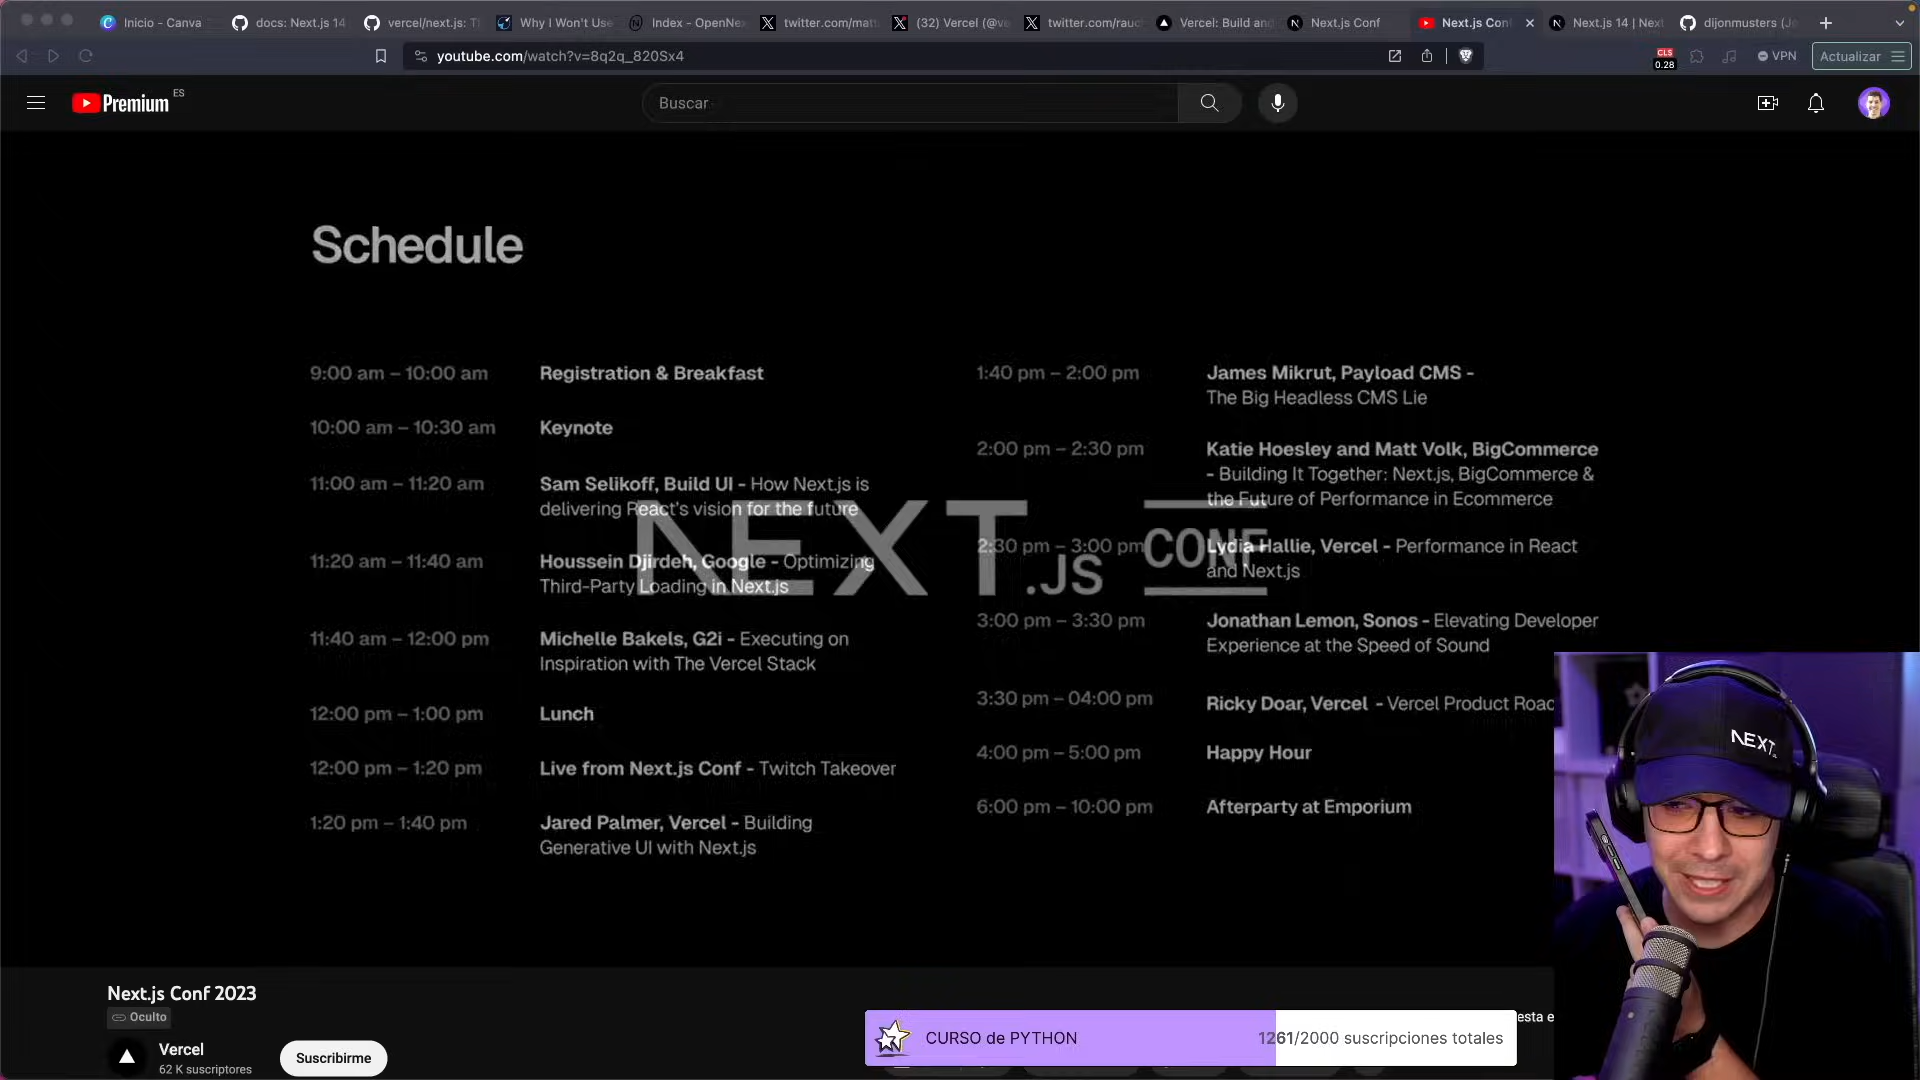 Inicio - Canva
docs: Next.js 14
vercel/next.js: T
Why I Won't Use
Index - OpenNex
twitter.com/mat
(32) Vercel (@ve
twitter.com/rauc
Vercel: Build and
Next.js Conf
Next.js Con
Next.js 14 | Next
dijonmusters (Jo
youtube.com/watch?v=8q2q_820Sx4
CLS
0.28
VPN
Actualizar
Premium
ES
Buscar
Schedule
9:00 am – 10:00 am
Registration & Breakfast
10:00 am – 10:30 am
Keynote
11:00 am – 11:20 am
Sam Selikoff, Build UI - How Next.js is
delivering React's vision for the future
11:20 am – 11:40 am
Houssein Djirdeh, Google - Optimizing
Third-Party Loading in Next.js
11:40 am – 12:00 pm
Michelle Bakels, G2i - Executing on
Inspiration with The Vercel Stack
12:00 pm – 1:00 pm
Lunch
12:00 pm – 1:20 pm
Live from Next.js Conf - Twitch Takeover
1:20 pm – 1:40 pm
Jared Palmer, Vercel - Building
Generative UI with Next.js
1:40 pm – 2:00 pm
James Mikrut, Payload CMS -
The Big Headless CMS Lie
2:00 pm – 2:30 pm
Katie Hoesley and Matt Volk, BigCommerce
- Building It Together: Next.js, BigCommerce &
the Future of Performance in Ecommerce
2:30 pm – 3:00 pm
Lydia Hallie, Vercel - Performance in React
and Next.js
3:00 pm – 3:30 pm
Jonathan Lemon, Sonos - Elevating Developer
Experience at the Speed of Sound
3:30 pm – 04:00 pm
Ricky Doar, Vercel - Vercel Product Roa
4:00 pm – 5:00 pm
Happy Hour
6:00 pm – 10:00 pm
Afterparty at Emporium
NEXT.JS CONF
NEXT
Next.js Conf 2023
Oculto
Vercel
62 K suscriptores
Suscribirme
CURSO de PYTHON
1261/2000 suscripciones totales
esta e